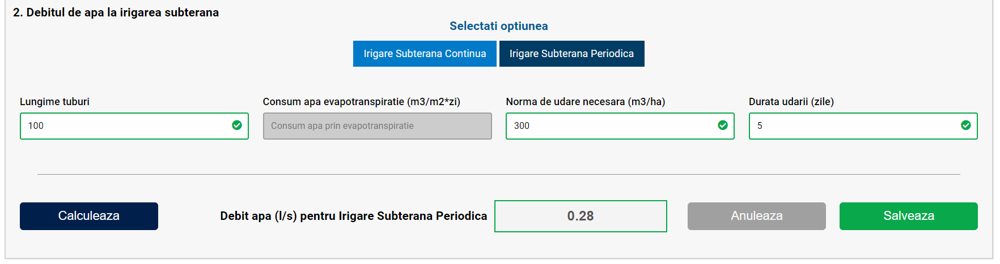 2. Debitul de apa la irigarea subterana
Selectati optiunea
Irigare Subterana Continua
Irigare Subterana Periodica
Lungime tuburi
Consum apa evapotranspiratie (m3/m2*zi)
Norma de udare necesara (m3/ha)
Durata udarii (zile)
100
Consum apa prin evapotranspiratie
300
5
Calculeaza
Debit apa (l/s) pentru Irigare Subterana Periodica
0.28
Anuleaza
Salveaza